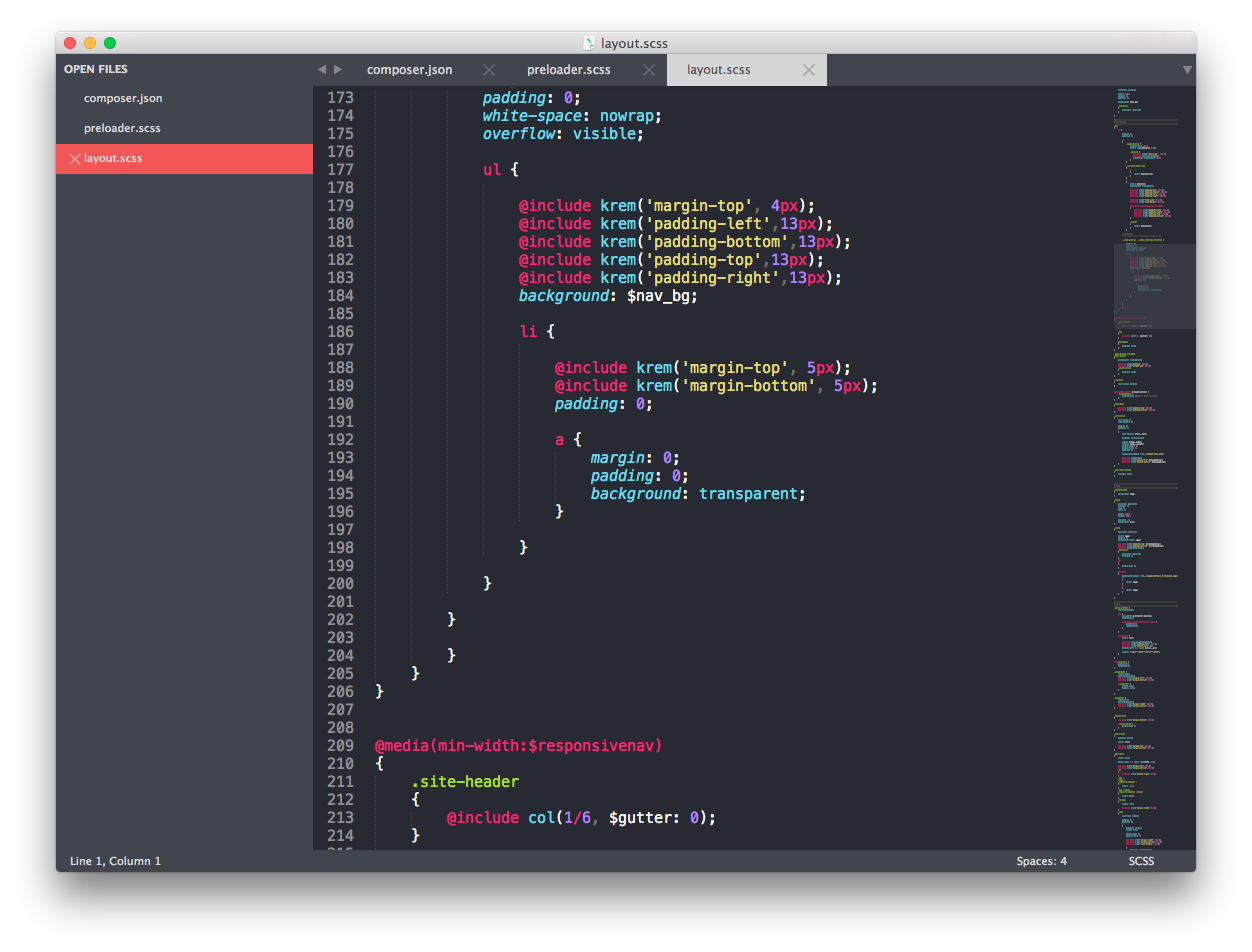 layout.scss
OPEN FILES
composer.json
preloader.scss
layout.scss
composer.json preloader.scss layout.scss
173 padding: 0;
174 white-space: nowrap;
175 overflow: visible;
176
177 ul {
178
179 @include krem('margin-top', 4px);
180 @include krem('padding-left',13px);
181 @include krem('padding-bottom',13px);
182 @include krem('padding-top',13px);
183 @include krem('padding-right',13px);
184 background: $nav_bg;
185
186 li {
187
188 @include krem('margin-top', 5px);
189 @include krem('margin-bottom', 5px);
190 padding: 0;
191
192 a {
193 margin: 0;
194 padding: 0;
195 background: transparent;
196 }
197
198 }
199
200 }
201
202 }
203
204 }
205 }
206 }
207
208
209 @media(min-width:$responsivenav)
210 {
211 .site-header
212 {
213 @include col(1/6, $gutter: 0);
214 }
Line 1, Column 1 Spaces: 4 SCSS